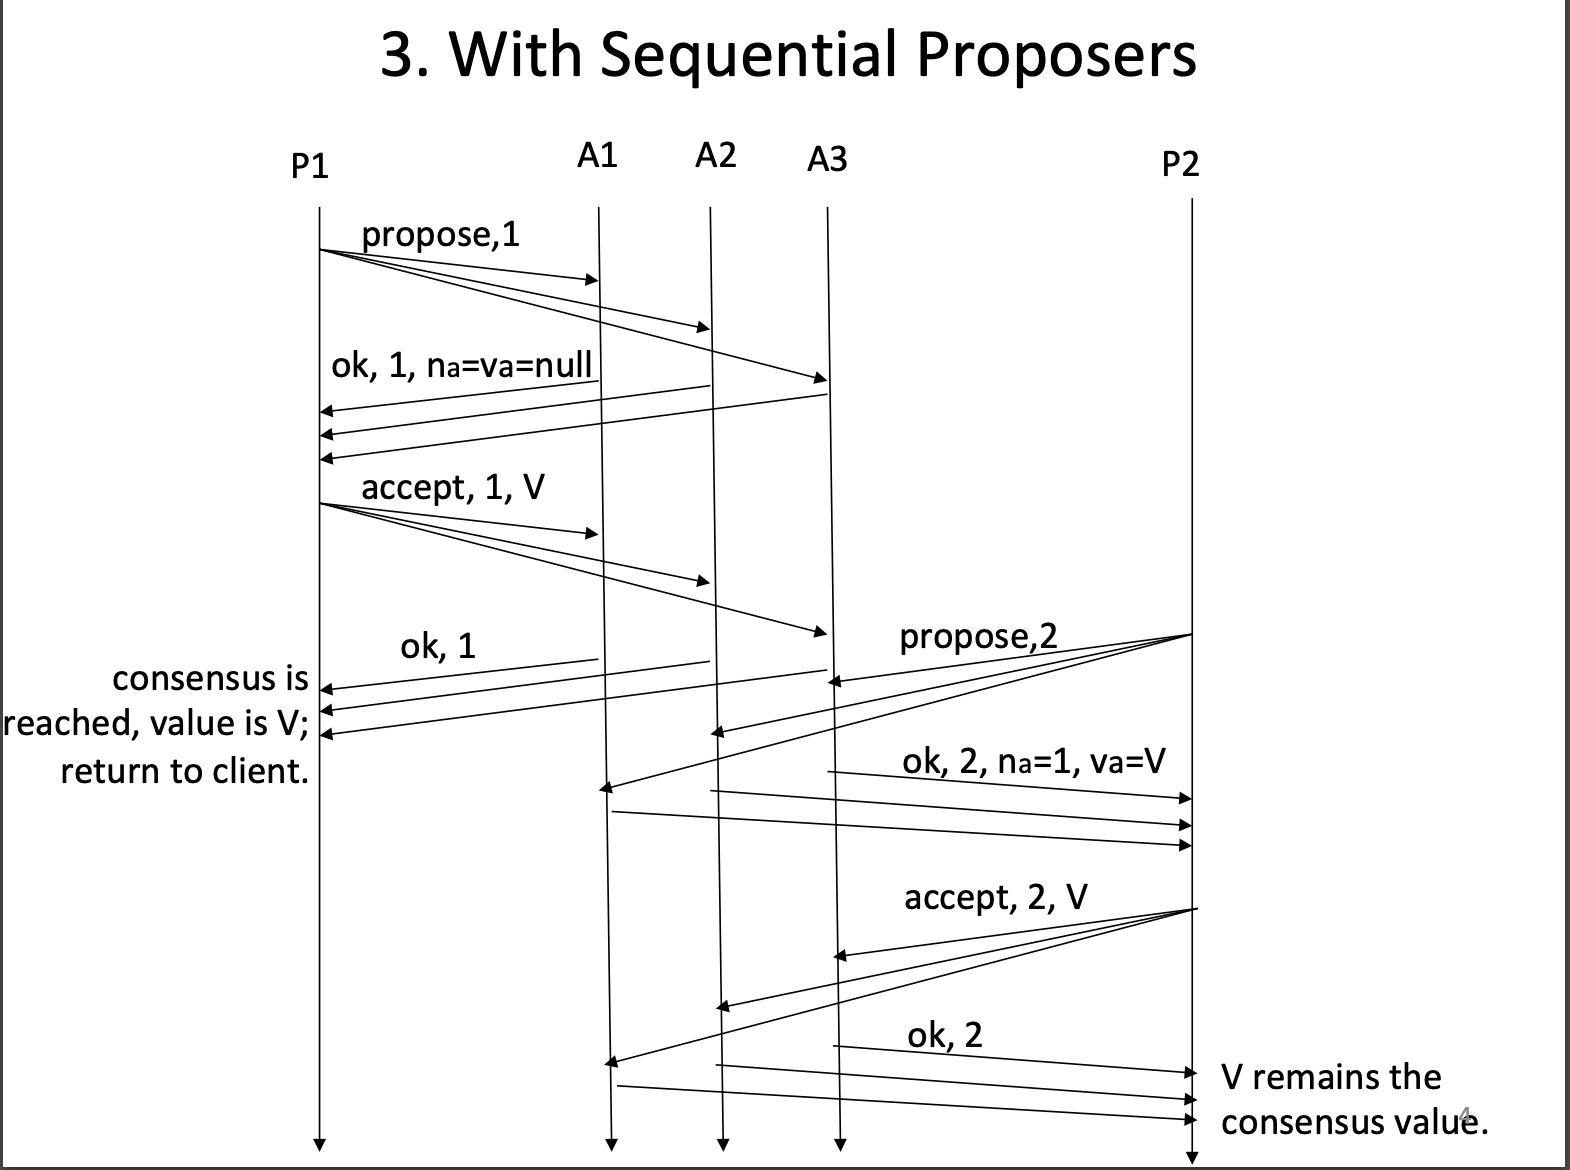 3. With Sequential Proposers
P1
A1
A2
A3
P2
propose,1
ok, 1, na=va=null
accept, 1, V
ok, 1
consensus is
reached, value is V;
return to client.
propose,2
ok, 2, na=1, va=V
accept, 2, V
ok, 2
V remains the
consensus value.
4